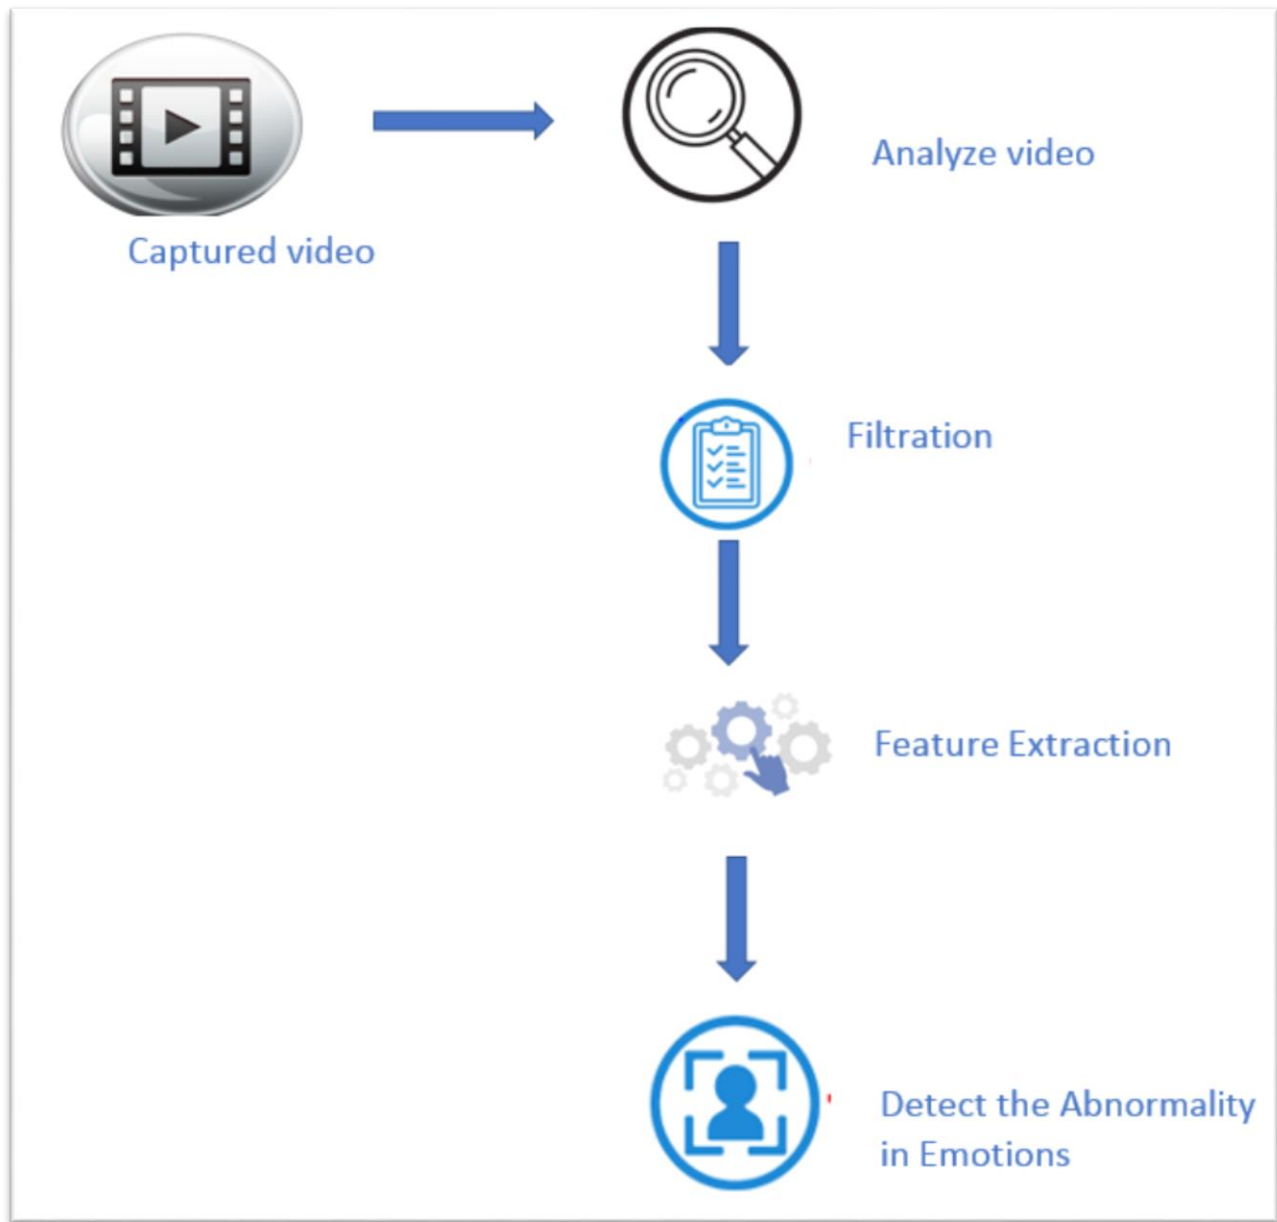 Captured video
Analyze video
Filtration
Feature Extraction
Detect the Abnormality
in Emotions